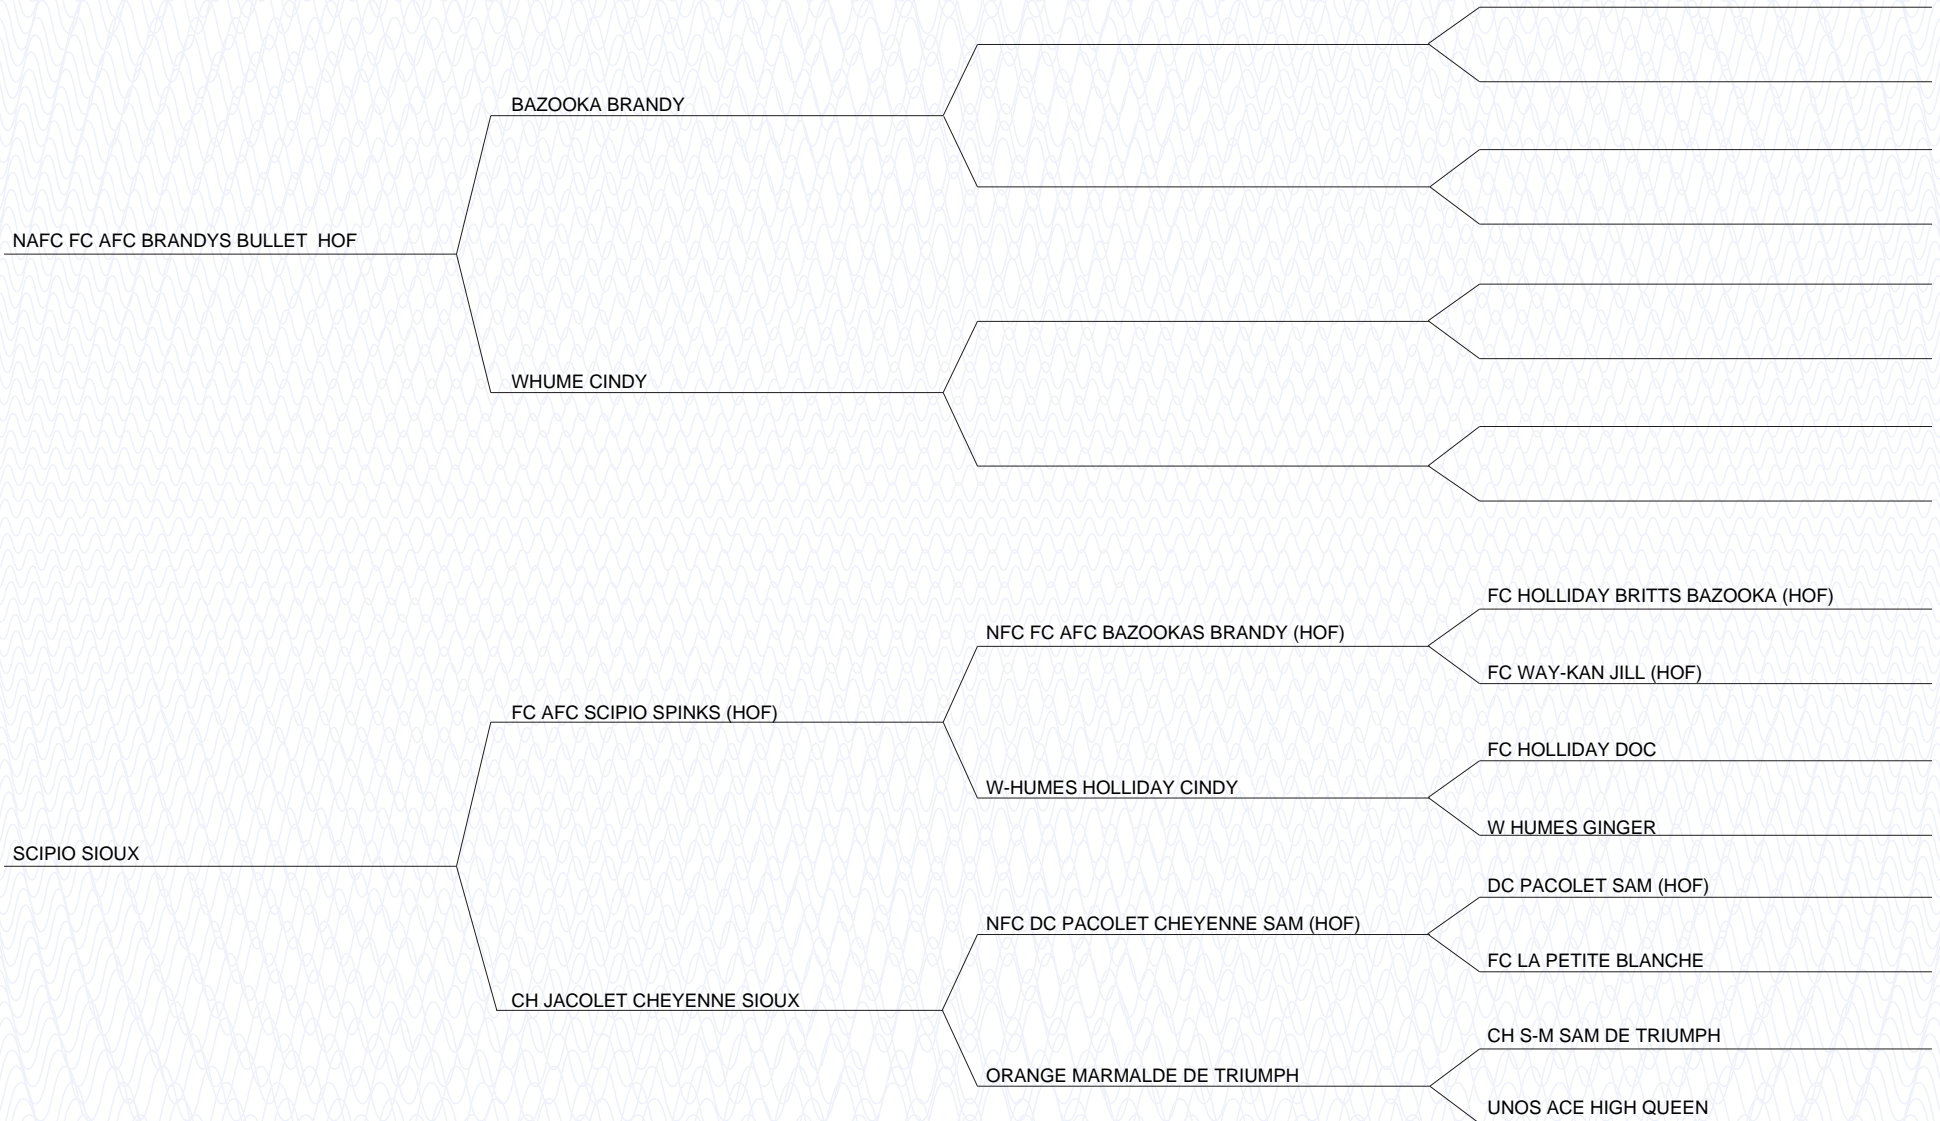 BAZOOKA BRANDY
NAFC FC AFC BRANDYS BULLET  HOF
WHUME CINDY
FC HOLLIDAY BRITTS BAZOOKA (HOF)
NFC FC AFC BAZOOKAS BRANDY (HOF)
FC WAY-KAN JILL (HOF)
FC AFC SCIPIO SPINKS (HOF)
FC HOLLIDAY DOC
W-HUMES HOLLIDAY CINDY
W HUMES GINGER
SCIPIO SIOUX
DC PACOLET SAM (HOF)
NFC DC PACOLET CHEYENNE SAM (HOF)
FC LA PETITE BLANCHE
CH JACOLET CHEYENNE SIOUX
CH S-M SAM DE TRIUMPH
ORANGE MARMALDE DE TRIUMPH
UNOS ACE HIGH QUEEN